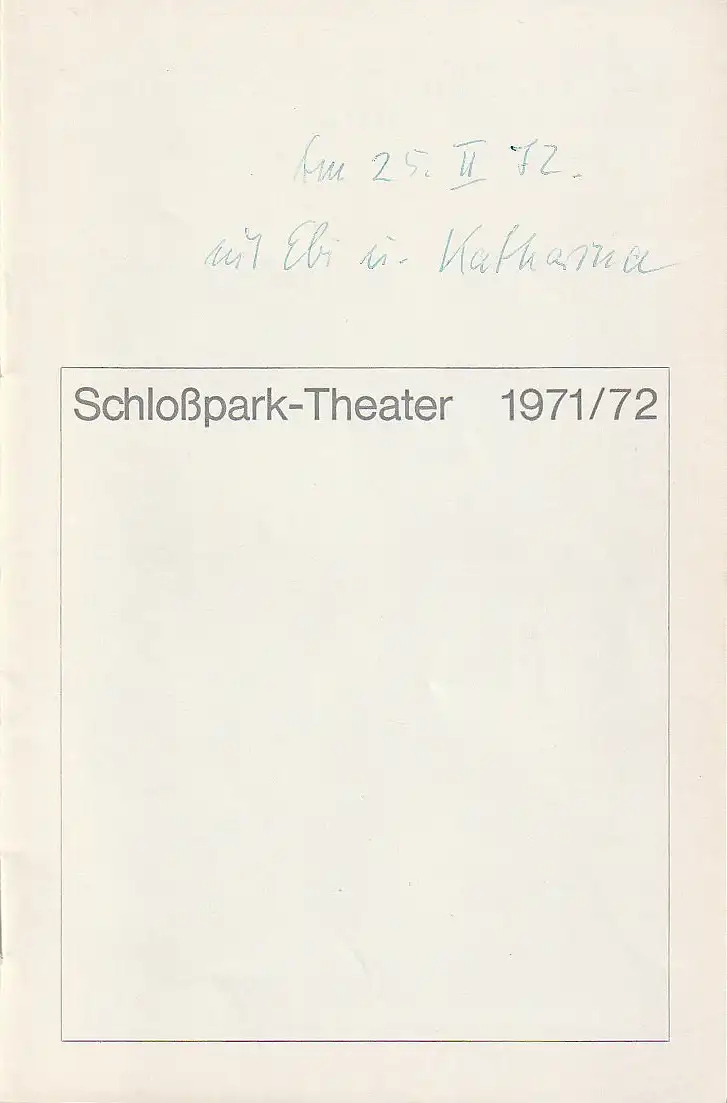 Am 25. II 72.
mit Ebi u. Katharina
Schloßpark-Theater 1971/72